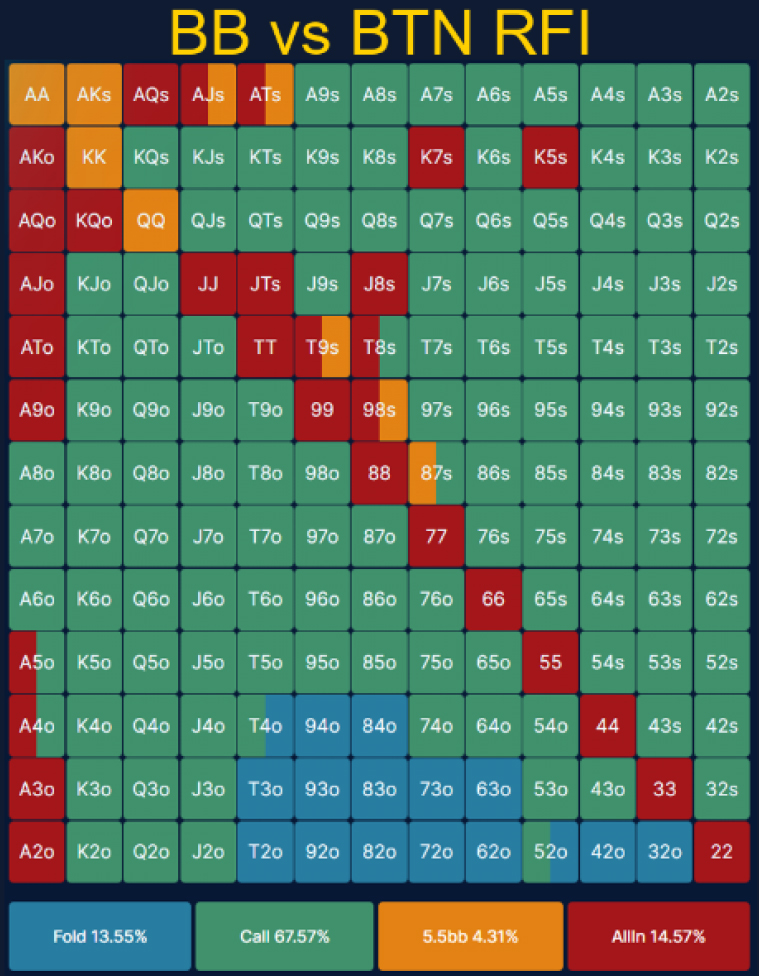 BB vs BTN RFI
AA AKs AQs AJs ATs A9s A8s A7s A6s A5s A4s A3s A2s
AKo KK KQs KJs KTs K9s K8s K7s K6s K5s K4s K3s K2s
AQo KQo QQ QJs QTs Q9s Q8s Q7s Q6s Q5s Q4s Q3s Q2s
AJo KJo QJo JJ JTs J9s J8s J7s J6s J5s J4s J3s J2s
ATo KTo QTo JTo TT T9s T8s T7s T6s T5s T4s T3s T2s
A9o K9o Q9o J9o T9o 99 98s 97s 96s 95s 94s 93s 92s
A8o K8o Q8o J8o T8o 98o 88 87s 86s 85s 84s 83s 82s
A7o K7o Q7o J7o T7o 97o 87o 77 76s 75s 74s 73s 72s
A6o K6o Q6o J6o T6o 96o 86o 76o 66 65s 64s 63s 62s
A5o K5o Q5o J5o T5o 95o 85o 75o 65o 55 54s 53s 52s
A4o K4o Q4o J4o T4o 94o 84o 74o 64o 54o 44 43s 42s
A3o K3o Q3o J3o T3o 93o 83o 73o 63o 53o 43o 33 32s
A2o K2o Q2o J2o T2o 92o 82o 72o 62o 52o 42o 32o 22
Fold 13.55% Call 67.57% 5.5bb 4.31% AllIn 14.57%